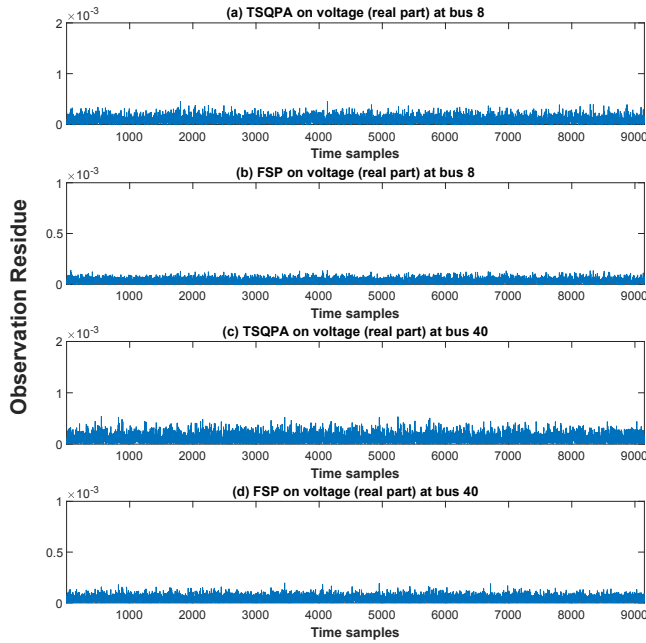 Observation Residue
(a) TSQPA on voltage (real part) at bus 8
×10⁻³
2
1
0
1000 2000 3000 4000 5000 6000 7000 8000 9000
Time samples
(b) FSP on voltage (real part) at bus 8
×10⁻³
1
0.5
0
1000 2000 3000 4000 5000 6000 7000 8000 9000
Time samples
(c) TSQPA on voltage (real part) at bus 40
×10⁻³
2
1
0
1000 2000 3000 4000 5000 6000 7000 8000 9000
Time samples
(d) FSP on voltage (real part) at bus 40
×10⁻³
1
0.5
0
1000 2000 3000 4000 5000 6000 7000 8000 9000
Time samples